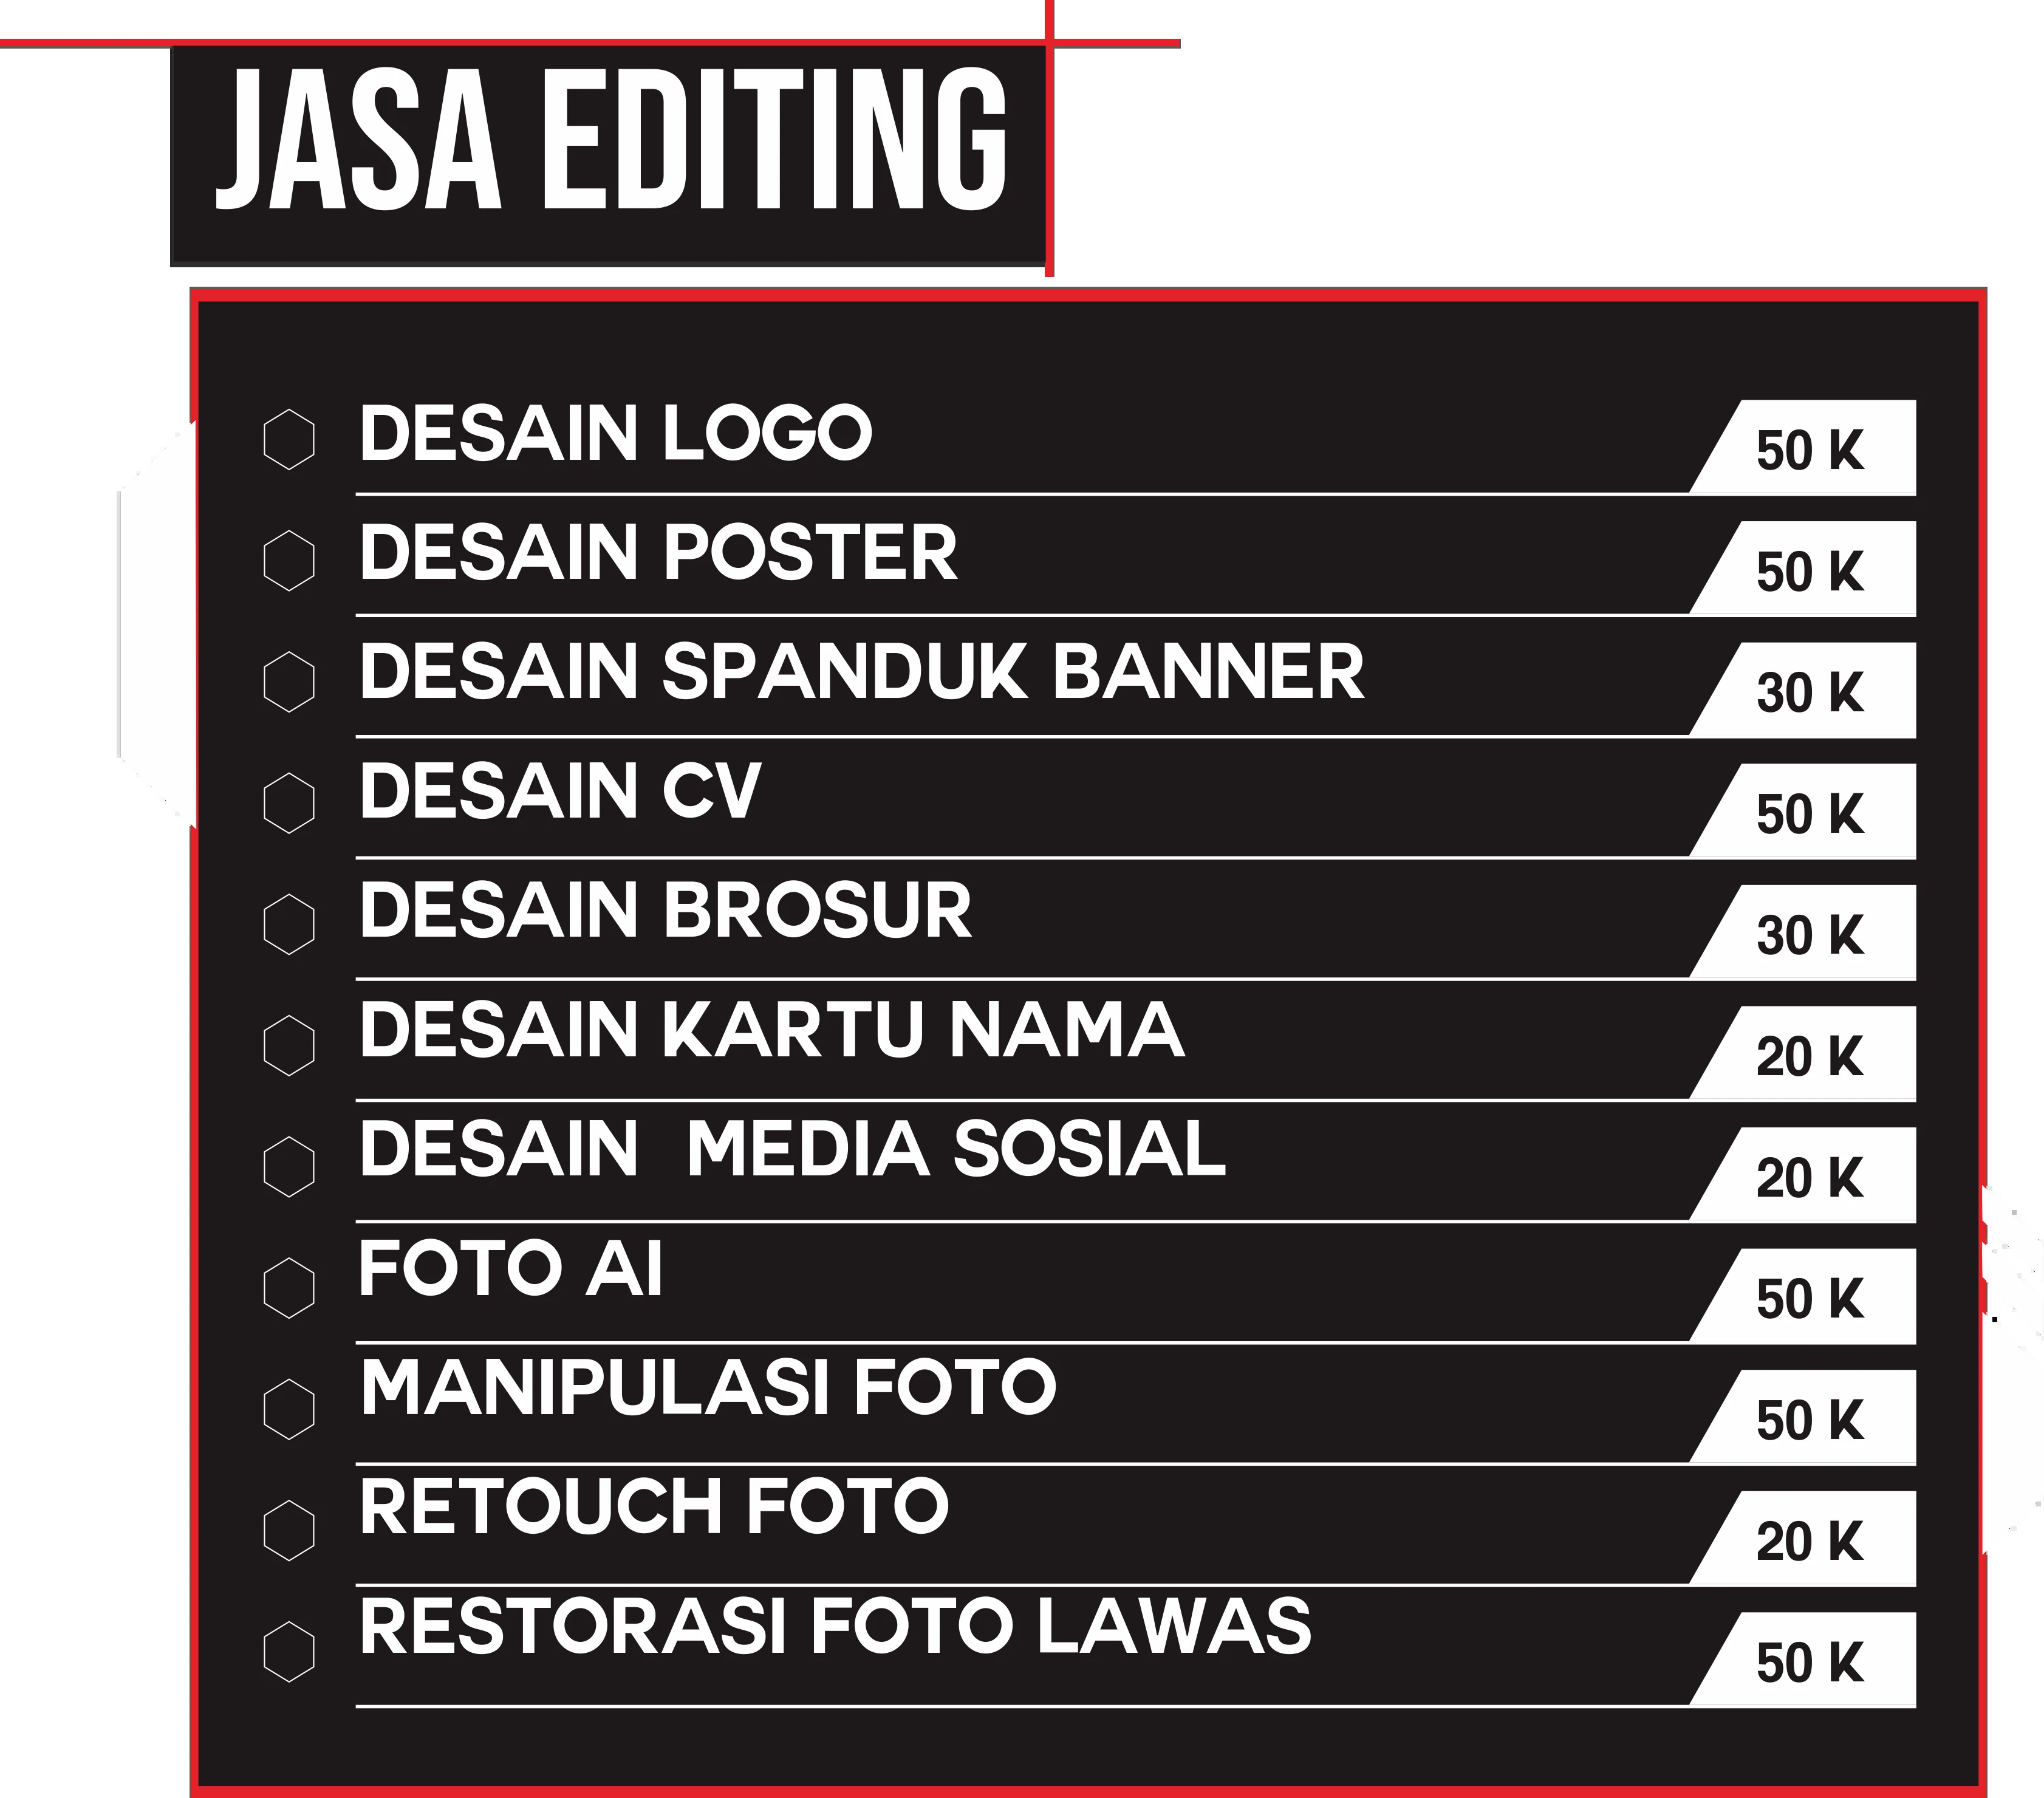 JASA EDITING
DESAIN LOGO 50 K
DESAIN POSTER 50 K
DESAIN SPANDUK BANNER 30 K
DESAIN CV 50 K
DESAIN BROSUR 30 K
DESAIN KARTU NAMA 20 K
DESAIN MEDIA SOSIAL 20 K
FOTO AI 50 K
MANIPULASI FOTO 50 K
RETOUCH FOTO 20 K
RESTORASI FOTO LAWAS 50 K